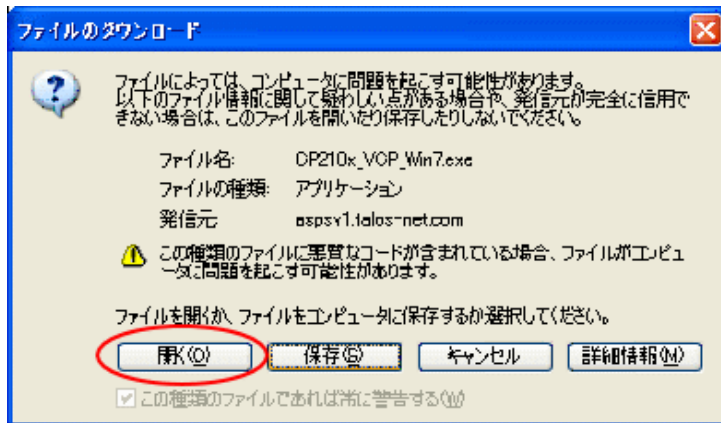 ファイルのダウンロード
ファイルによっては、コンピュータに問題を起こす可能性があります。
以下のファイル情報に関して疑わしい点がある場合や、発信元が完全に信用で
きない場合は、このファイルを開いたり保存したりしないでください。
ファイル名: CP210x_VCP_Win7.exe
ファイルの種類: アプリケーション
発信元 aspsv1.talos-net.com
この種類のファイルに悪質なコードが含まれている場合、ファイルがコンピュ
ータに問題を起こす可能性があります。
ファイルを開くか、ファイルをコンピュータに保存するか選択してください。
開く(O) 保存(S) キャンセル 詳細情報(M)
この種類のファイルであれば常に警告する(W)